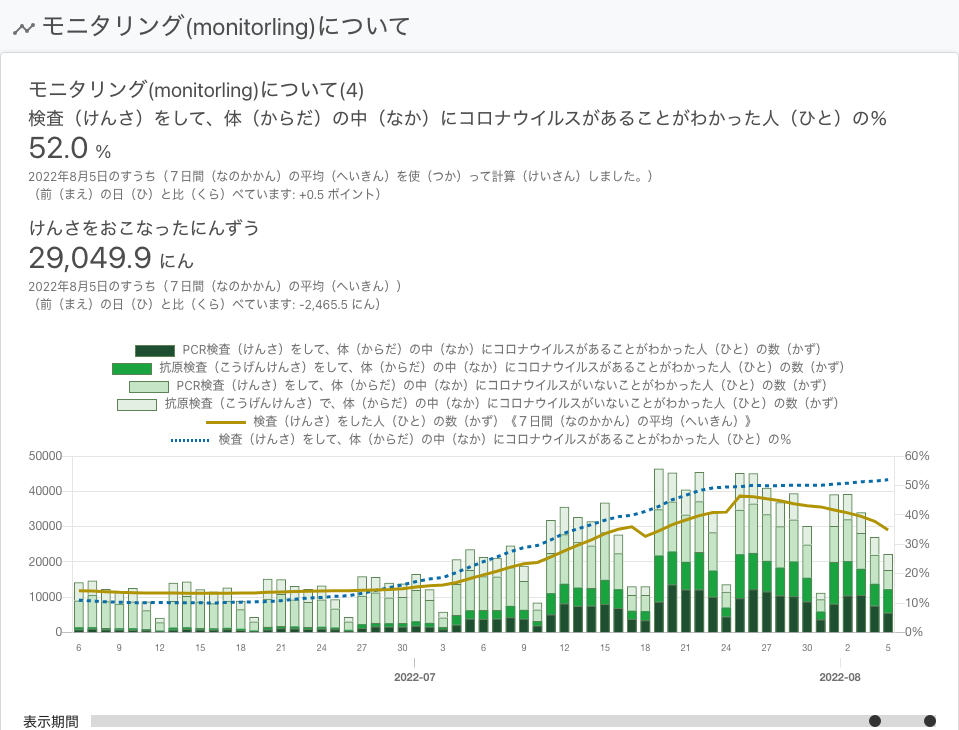 モニタリング(monitorling)について
モニタリング(monitorling)について(4)
検査（けんさ）をして、体（からだ）の中（なか）にコロナウイルスがあることがわかった人（ひと）の％
52.0 ％
2022年8月5日のすうち（７日間（なのかかん）の平均（へいきん）を使（つか）って計算（けいさん）しました。）
（前（まえ）の日（ひ）と比（くら）べています: +0.5 ポイント）
けんさをおこなったにんずう
29,049.9 にん
2022年8月5日のすうち（７日間（なのかかん）の平均（へいきん））
（前（まえ）の日（ひ）と比（くら）べています: -2,465.5 にん）
PCR検査（けんさ）をして、体（からだ）の中（なか）にコロナウイルスがあることがわかった人（ひと）の数（かず）
抗原検査（こうげんけんさ）をして、体（からだ）の中（なか）にコロナウイルスがあることがわかった人（ひと）の数（かず）
PCR検査（けんさ）をして、体（からだ）の中（なか）にコロナウイルスがいないことがわかった人（ひと）の数（かず）
抗原検査（こうげんけんさ）で、体（からだ）の中（なか）にコロナウイルスがいないことがわかった人（ひと）の数（かず）
検査（けんさ）をした人（ひと）の数（かず）《７日間（なのかかん）の平均（へいきん）》
検査（けんさ）をして、体（からだ）の中（なか）にコロナウイルスがあることがわかった人（ひと）の％
50000 60%
50%
40000
40%
30000
30%
20000
20%
10000 10%
0 0%
6 9 12 15 18 21 24 27 30 3 6 9 12 15 18 21 24 27 30 2 5
2022-07 2022-08
表示期間